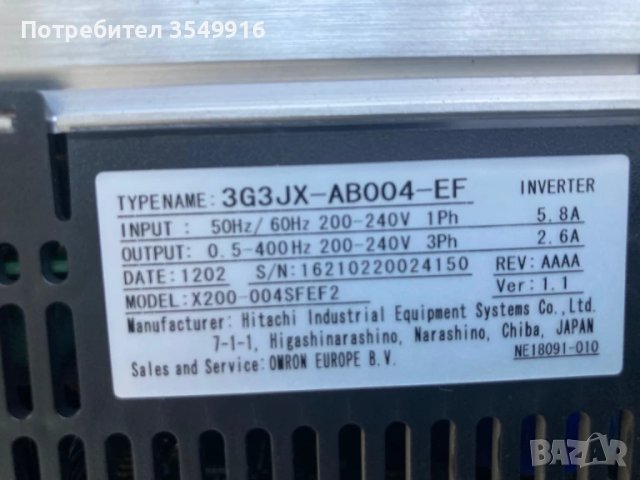 Потребител 3549916
TYPENAME: 3G3JX-AB004-EF INVERTER
INPUT : 50Hz/ 60Hz 200-240V 1Ph 5.8A
OUTPUT: 0.5-400Hz 200-240V 3Ph 2.6A
DATE: 1202 S/N: 16210220024150 REV: AAAA
MODEL: X200-004SFEF2 Ver: 1.1
Manufacturer: Hitachi Industrial Equipment Systems Co., Ltd.
7-1-1, Higashinarashino, Narashino, Chiba, JAPAN
Sales and Service: OMRON EUROPE B.V. NE18091-010
BAZAR